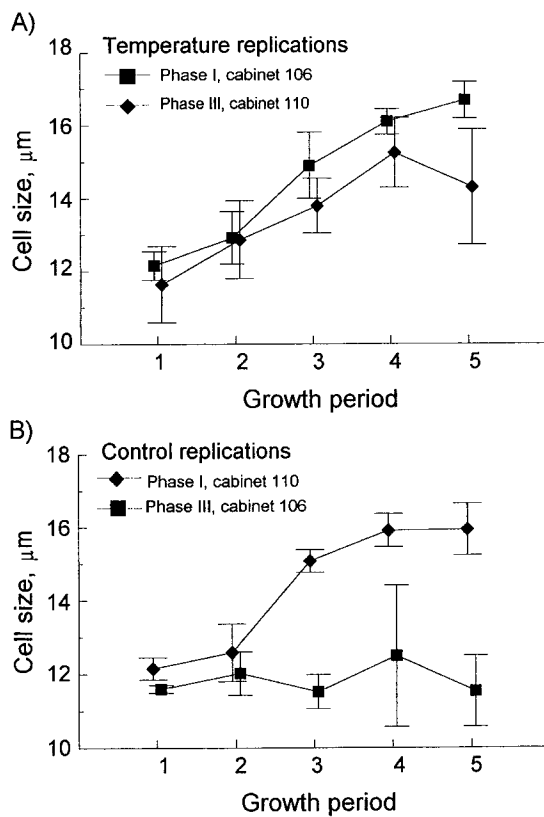 A)
Temperature replications
Phase I, cabinet 106
Phase III, cabinet 110
18
16
14
12
10
Cell size, μm
1 2 3 4 5
Growth period
B)
Control replications
Phase I, cabinet 110
Phase III, cabinet 106
18
16
14
12
10
Cell size, μm
1 2 3 4 5
Growth period